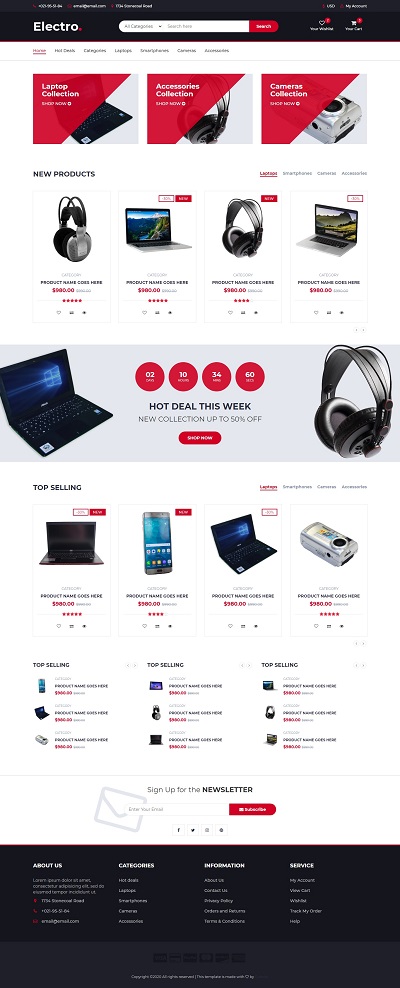 +021-95-51-84 email@email.com 1734 Stonecoal Road USD My Account
Electro.
All Categories Search here Search
2 Your Wishlist
3 Your Cart
Home Hot Deals Categories Laptops Smartphones Cameras Accessories
Laptop
Collection
SHOP NOW
Accessories
Collection
SHOP NOW
Cameras
Collection
SHOP NOW
NEW PRODUCTS Laptops Smartphones Cameras Accessories
-30% NEW
CATEGORY
PRODUCT NAME GOES HERE
$980.00 $990.00
NEW
CATEGORY
PRODUCT NAME GOES HERE
$980.00 $990.00
-30%
CATEGORY
PRODUCT NAME GOES HERE
$980.00 $990.00
CATEGORY
PRODUCT NAME GOES HERE
$980.00 $990.00
02 10 34 60
DAYS HOURS MINS SECS
HOT DEAL THIS WEEK
NEW COLLECTION UP TO 50% OFF
SHOP NOW
TOP SELLING Laptops Smartphones Cameras Accessories
-30% NEW
CATEGORY
PRODUCT NAME GOES HERE
$980.00 $990.00
NEW
CATEGORY
PRODUCT NAME GOES HERE
$980.00 $990.00
-30%
CATEGORY
PRODUCT NAME GOES HERE
$980.00 $990.00
CATEGORY
PRODUCT NAME GOES HERE
$980.00 $990.00
TOP SELLING
CATEGORY
PRODUCT NAME GOES HERE
$980.00 $990.00
CATEGORY
PRODUCT NAME GOES HERE
$980.00 $990.00
CATEGORY
PRODUCT NAME GOES HERE
$980.00 $990.00
TOP SELLING
CATEGORY
PRODUCT NAME GOES HERE
$980.00 $990.00
CATEGORY
PRODUCT NAME GOES HERE
$980.00 $990.00
CATEGORY
PRODUCT NAME GOES HERE
$980.00 $990.00
TOP SELLING
CATEGORY
PRODUCT NAME GOES HERE
$980.00 $990.00
CATEGORY
PRODUCT NAME GOES HERE
$980.00 $990.00
CATEGORY
PRODUCT NAME GOES HERE
$980.00 $990.00
Sign Up for the NEWSLETTER
Enter Your Email Subscribe
ABOUT US
Lorem ipsum dolor sit amet,
consectetur adipisicing elit, sed do
eiusmod tempor incididunt ut.
1734 Stonecoal Road
+021-95-51-84
email@email.com
CATEGORIES
Hot deals
Laptops
Smartphones
Cameras
Accessories
INFORMATION
About Us
Contact Us
Privacy Policy
Orders and Returns
Terms & Conditions
SERVICE
My Account
View Cart
Wishlist
Track My Order
Help
Copyright ©2020 All rights reserved | This template is made with by